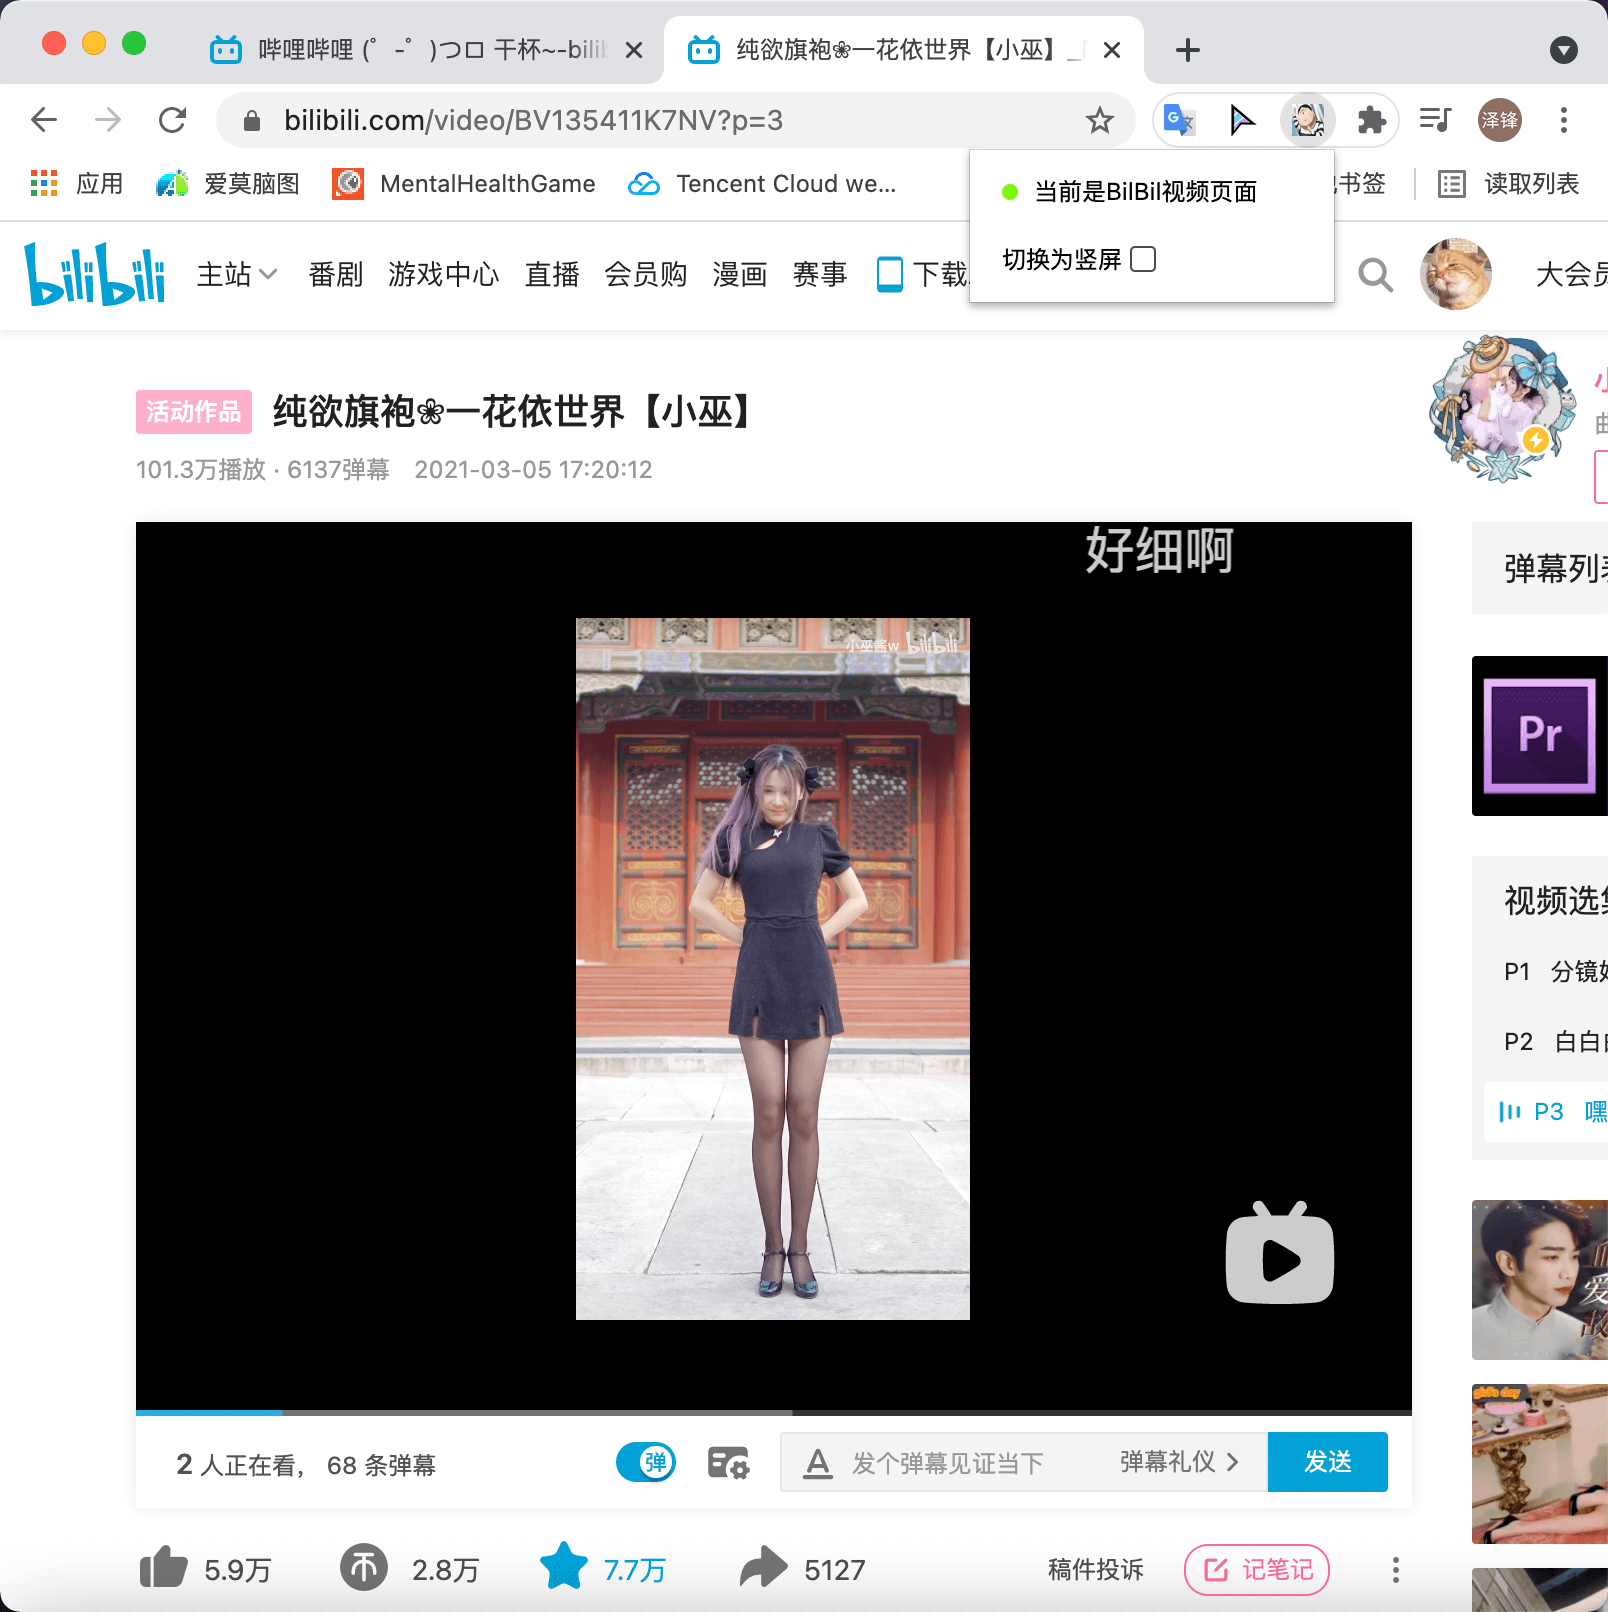 哔哩哔哩 (゜-゜)つロ 干杯~-bilib
纯欲旗袍❀一花依世界【小巫】_
bilibili.com/video/BV135411K7NV?p=3
泽锋
应用
爱莫脑图
MentalHealthGame
Tencent Cloud we...
书签
读取列表
当前是BilBil视频页面
切换为竖屏
bilibili
主站
番剧
游戏中心
直播
会员购
漫画
赛事
下载
大会员
活动作品
纯欲旗袍❀一花依世界【小巫】
101.3万播放 · 6137弹幕
2021-03-05 17:20:12
好细啊
小巫酱w bilibili
弹幕列表
Pr
视频选集
P1 分镜
P2 白白
P3 嘿
girl's day
2 人正在看， 68 条弹幕
弹
发个弹幕见证当下
弹幕礼仪
发送
5.9万
2.8万
7.7万
5127
稿件投诉
记笔记